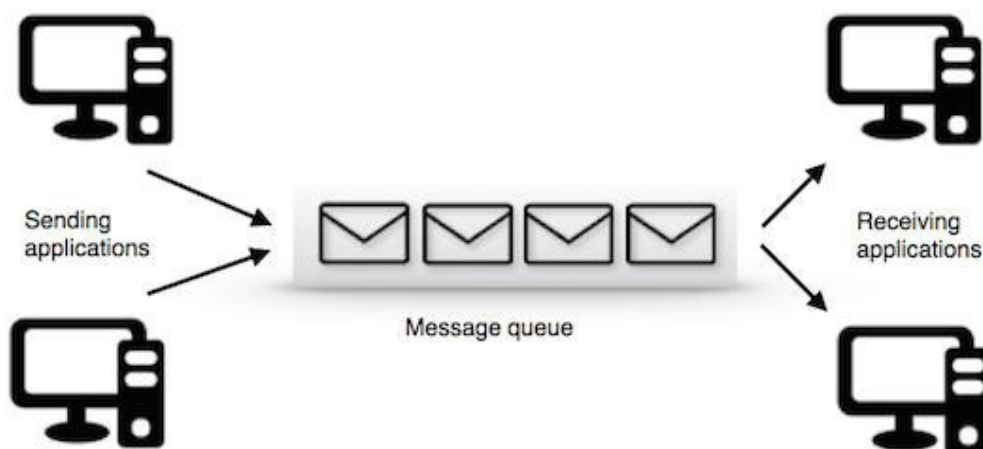 Sending
applications
Receiving
applications
Message queue